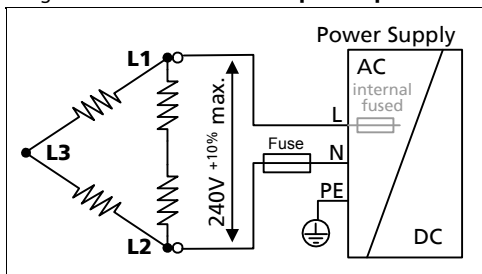 Power Supply
L1
AC
internal
fused
L
240V +10% max.
L3
Fuse
N
PE
L2
DC